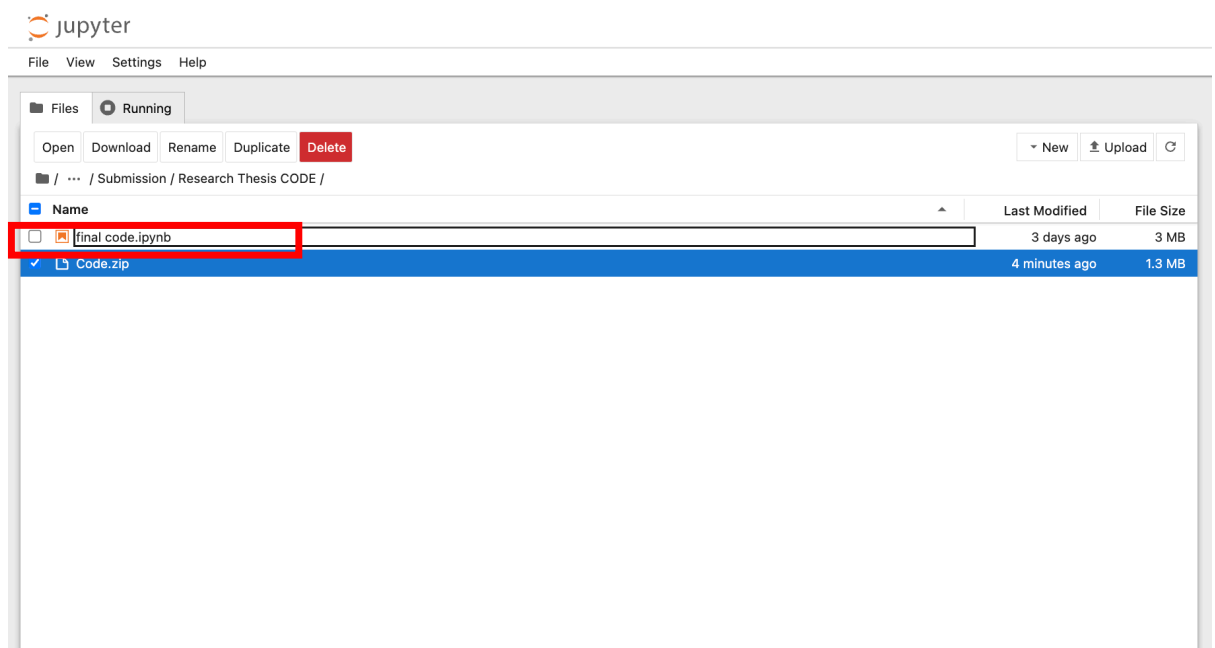 jupyter
File View Settings Help
Files Running
Open Download Rename Duplicate Delete New Upload
/ ··· / Submission / Research Thesis CODE /
Name Last Modified File Size
final code.ipynb 3 days ago 3 MB
Code.zip 4 minutes ago 1.3 MB